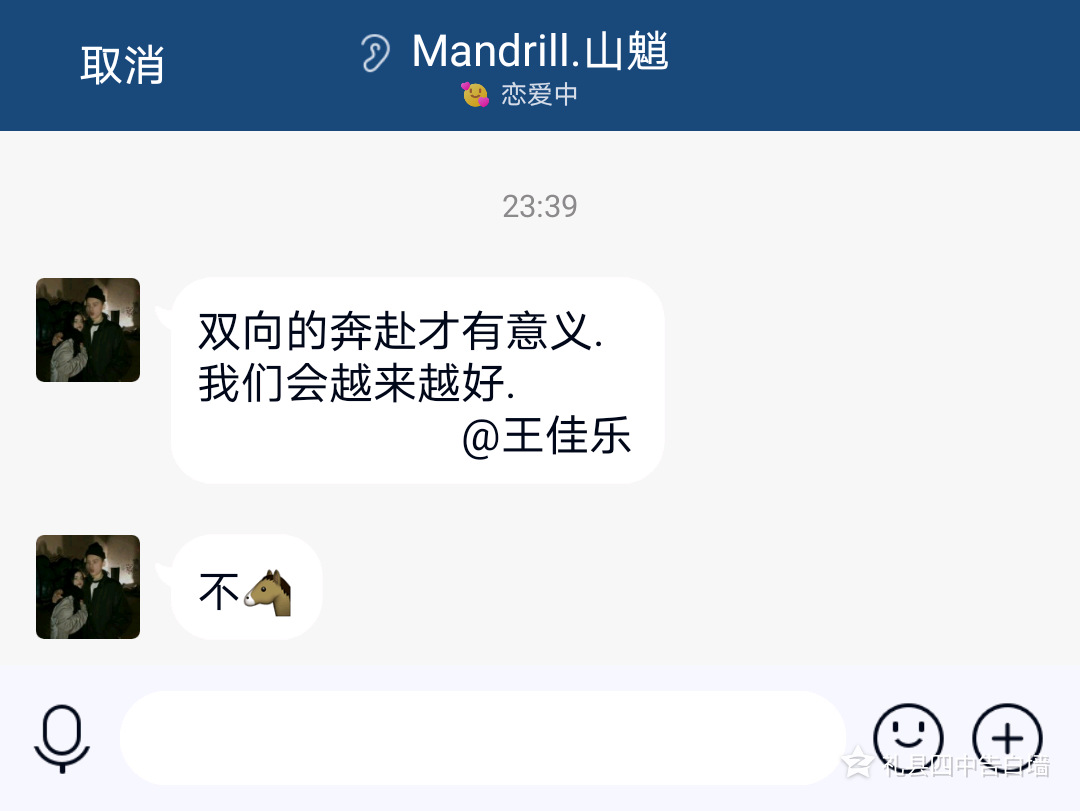 取消
Mandrill.山魈
恋爱中
23:39
双向的奔赴才有意义.
我们会越来越好.
@王佳乐
不🐴
礼县四中告白墙